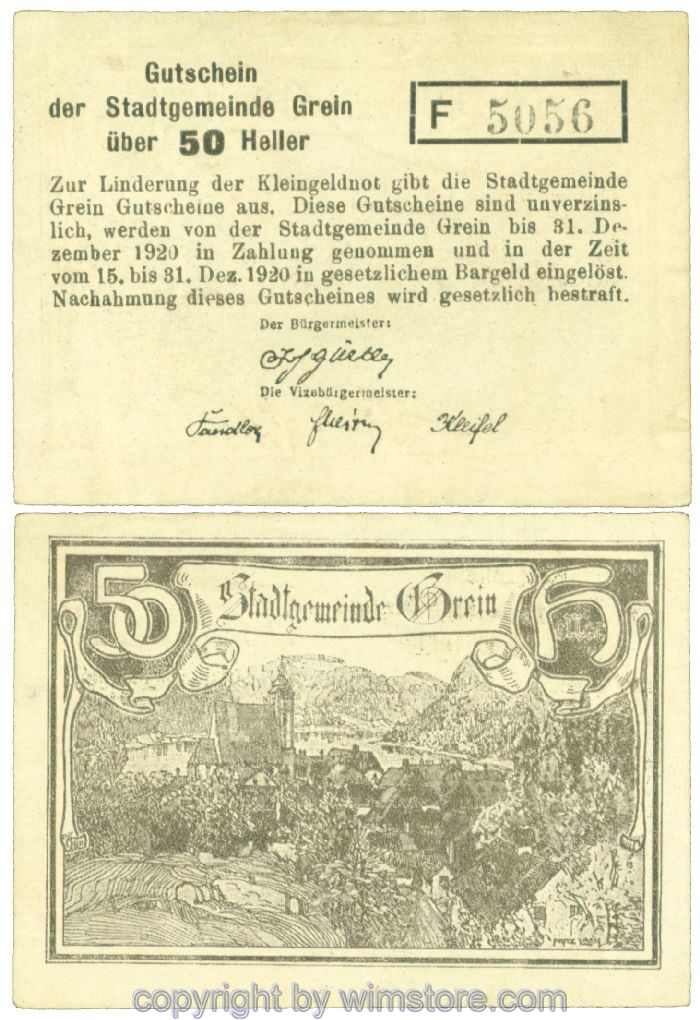 Gutschein
der Stadtgemeinde Grein
über 50 Heller
F 5056
Zur Linderung der Kleingeldnot gibt die Stadtgemeinde
Grein Gutscheine aus. Diese Gutscheine sind unverzins-
lich, werden von der Stadtgemeinde Grein bis 31. De-
zember 1920 in Zahlung genommen und in der Zeit
vom 15. bis 31. Dez. 1920 in gesetzlichem Bargeld eingelöst.
Nachahmung dieses Gutscheines wird gesetzlich bestraft.
Der Bürgermeister:
Die Vizebürgermeister:
50 Stadtgemeinde Grein H
copyright by wimstore.com